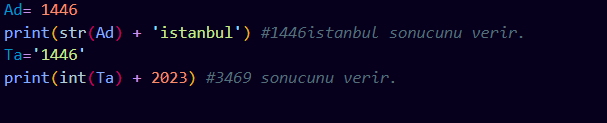 Ad= 1446
print(str(Ad) + 'istanbul') #1446istanbul sonucunu verir.
Ta='1446'
print(int(Ta) + 2023) #3469 sonucunu verir.